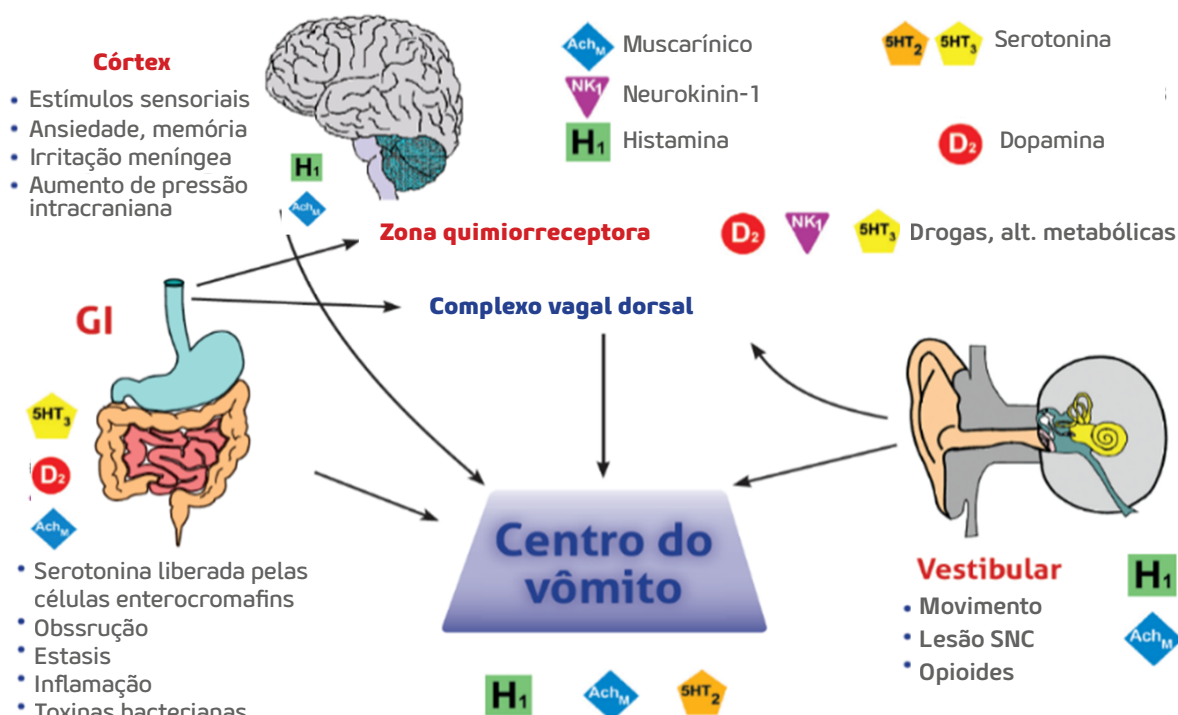 Córtex
• Estímulos sensoriais
• Ansiedade, memória
• Irritação meníngea
• Aumento de pressão
intracraniana
H1
AchM
AchM Muscarínico
NK1 Neurokinin-1
H1 Histamina
5HT2 5HT3 Serotonina
D2 Dopamina
Zona quimiorreceptora
D2 NK1 5HT3 Drogas, alt. metabólicas
Complexo vagal dorsal
GI
5HT3
D2
AchM
• Serotonina liberada pelas
células enterocromafins
• Obssrução
• Estasis
• Inflamação
• Toxinas bacterianas
Centro do
vômito
H1 AchM 5HT2
Vestibular
• Movimento
• Lesão SNC
• Opioides
H1
AchM